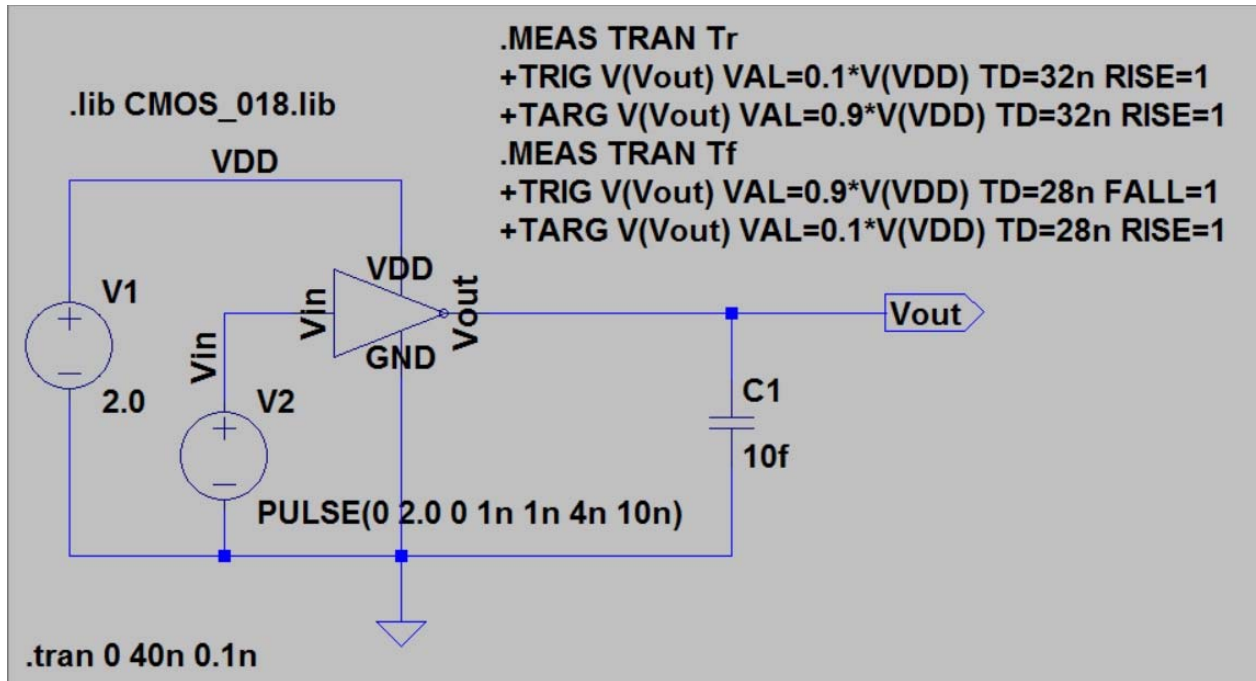 .MEAS TRAN Tr
+TRIG V(Vout) VAL=0.1*V(VDD) TD=32n RISE=1
+TARG V(Vout) VAL=0.9*V(VDD) TD=32n RISE=1
.MEAS TRAN Tf
+TRIG V(Vout) VAL=0.9*V(VDD) TD=28n FALL=1
+TARG V(Vout) VAL=0.1*V(VDD) TD=28n RISE=1
.lib CMOS_018.lib
VDD
V1
2.0
Vin
V2
PULSE(0 2.0 0 1n 1n 4n 10n)
Vin
VDD
GND
Vout
Vout
C1
10f
.tran 0 40n 0.1n